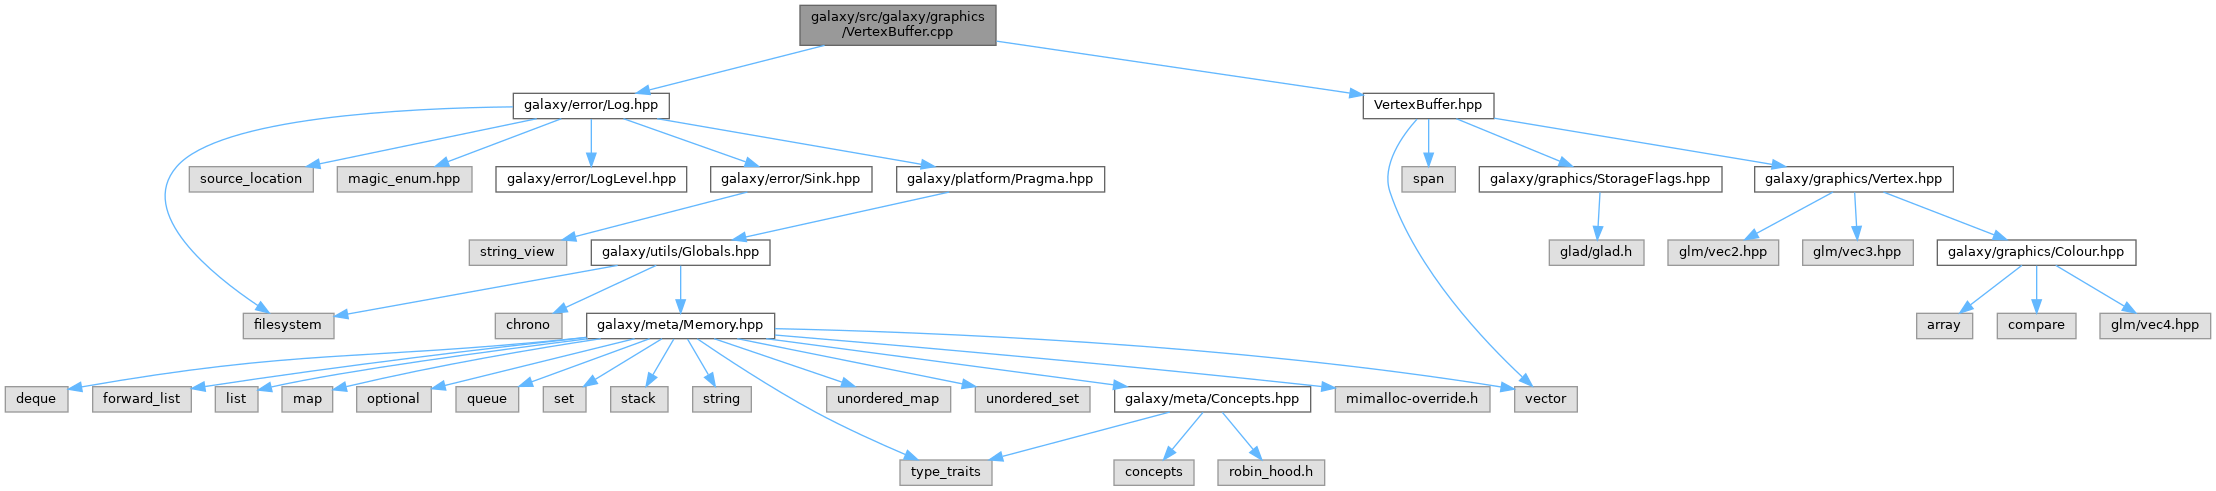 galaxy/src/galaxy/graphics
/VertexBuffer.cpp
galaxy/error/Log.hpp
VertexBuffer.hpp
source_location
magic_enum.hpp
galaxy/error/LogLevel.hpp
galaxy/error/Sink.hpp
galaxy/platform/Pragma.hpp
span
galaxy/graphics/StorageFlags.hpp
galaxy/graphics/Vertex.hpp
string_view
galaxy/utils/Globals.hpp
glad/glad.h
glm/vec2.hpp
glm/vec3.hpp
galaxy/graphics/Colour.hpp
filesystem
chrono
galaxy/meta/Memory.hpp
array
compare
glm/vec4.hpp
deque
forward_list
list
map
optional
queue
set
stack
string
unordered_map
unordered_set
galaxy/meta/Concepts.hpp
mimalloc-override.h
vector
type_traits
concepts
robin_hood.h